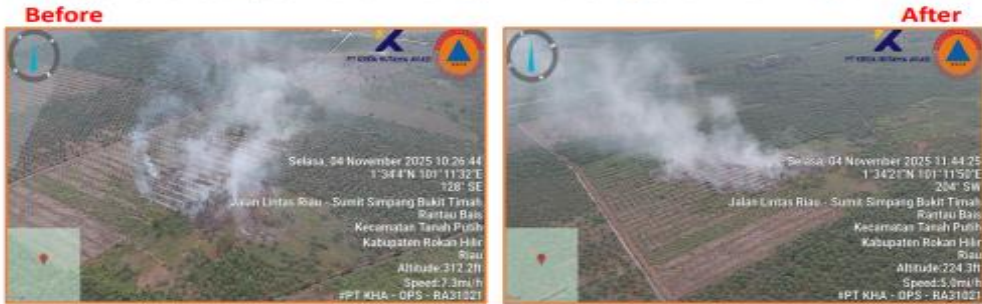 Before
After
Selasa, 04 November 2025 10:26:44
1°34'4"N 101°11'32"E
128° SE
Jalan Lintas Riau - Sumit Simpang Bukit Timah
Rantau Bais
Kecamatan Tanah Putih
Kabupaten Rokan Hilir
Riau
Altitude:312.2ft
Speed:7.3mi/h
#PT KHA - OPS - RA31021
Selasa, 04 November 2025 11:44:25
1°34'21"N 101°11'50"E
204° SW
Jalan Lintas Riau - Sumit Simpang Bukit Timah
Rantau Bais
Kecamatan Tanah Putih
Kabupaten Rokan Hilir
Riau
Altitude:224.3ft
Speed:5.0mi/h
#PT KHA - OPS - RA31021